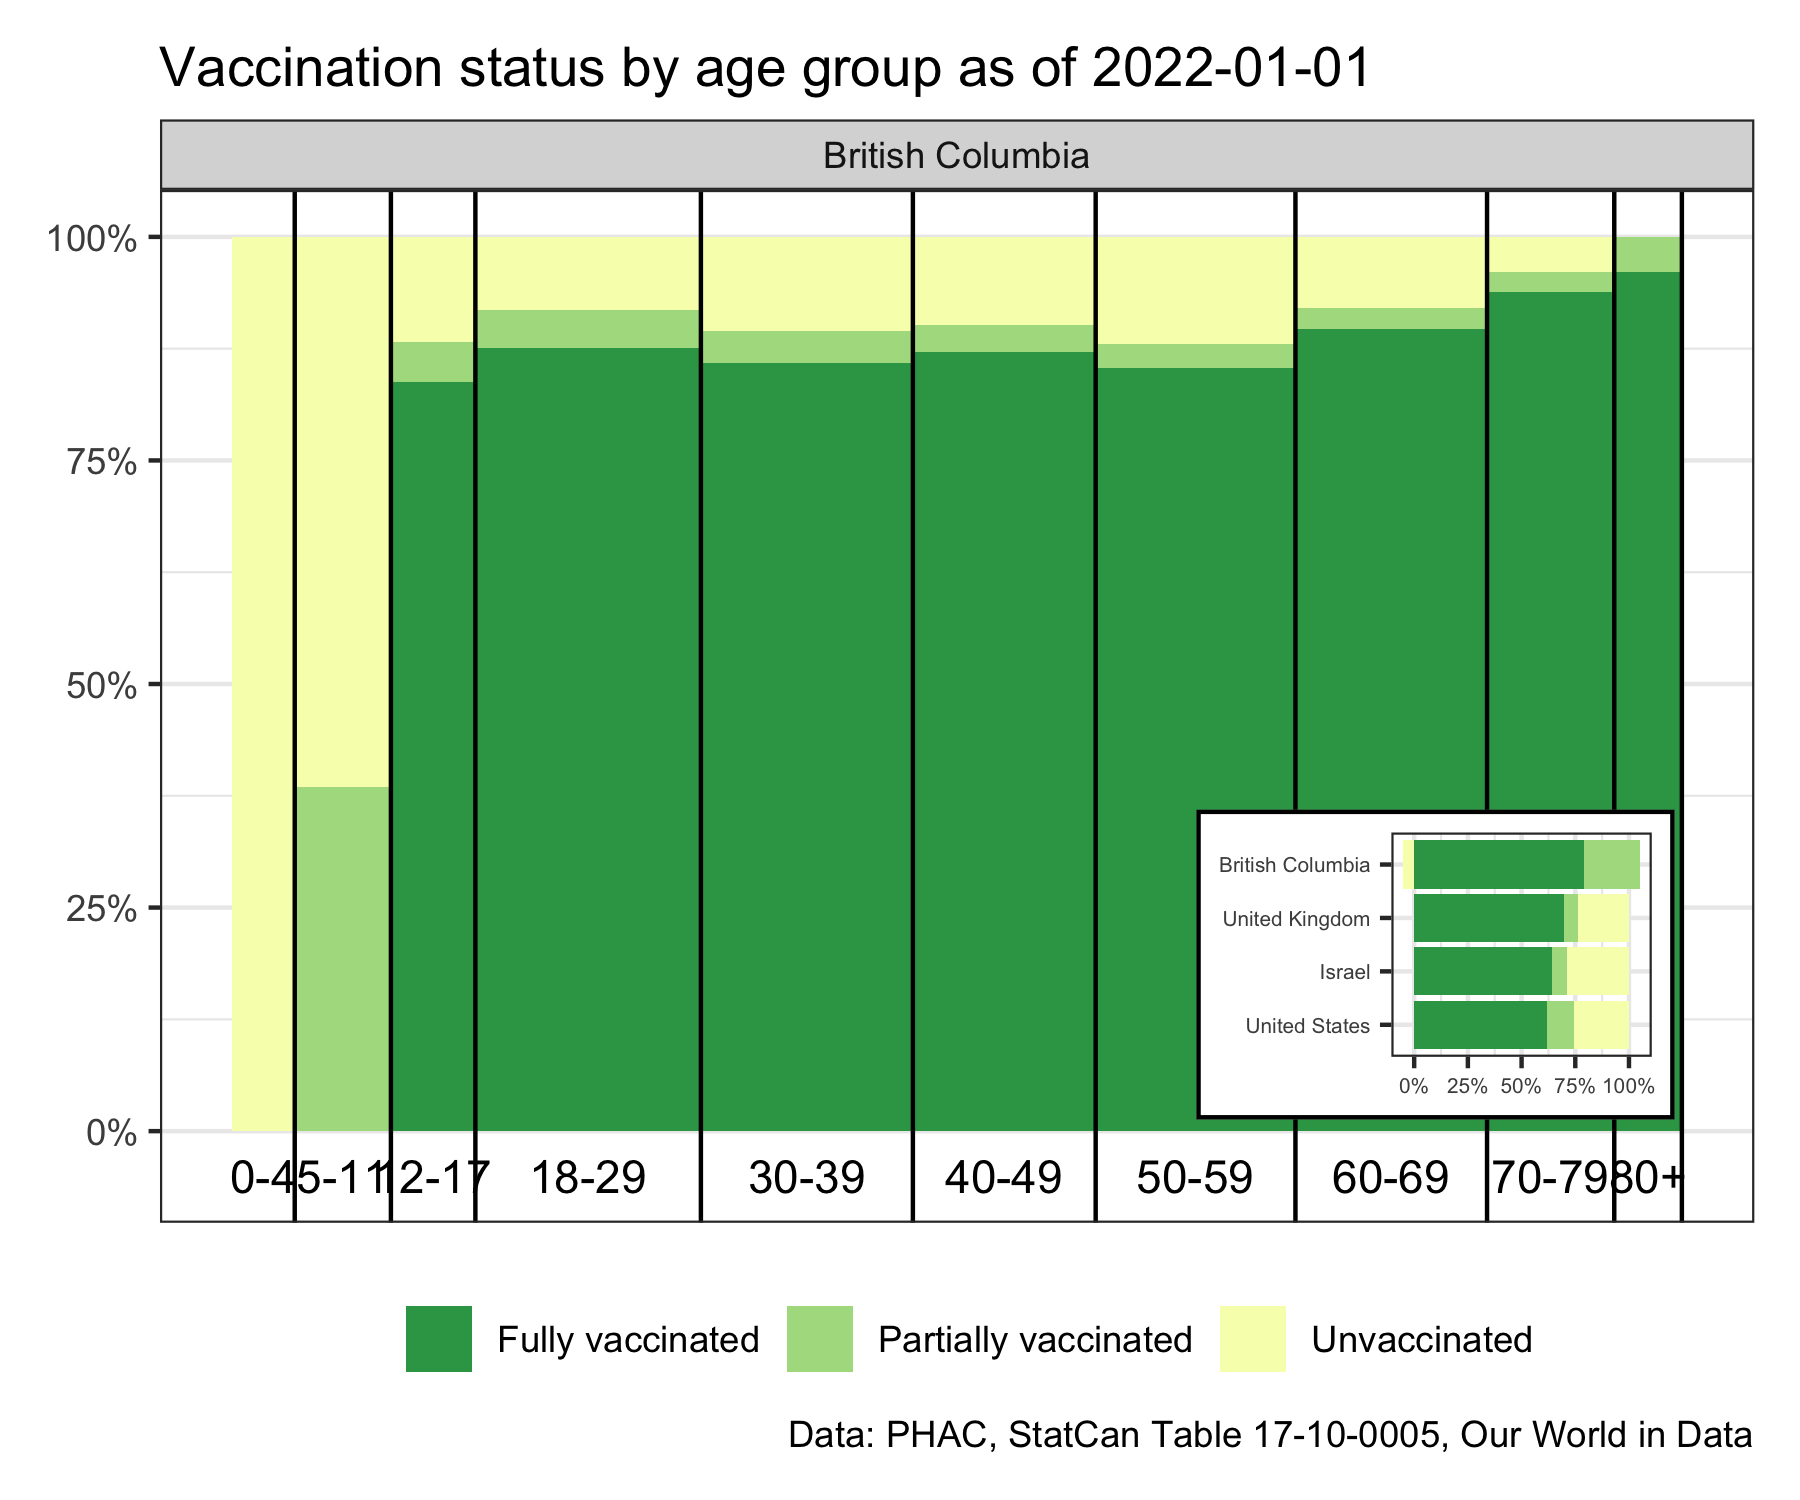 Vaccination status by age group as of 2022-01-01
British Columbia
100%
75%
50%
25%
0%
British Columbia
United Kingdom
Israel
United States
0% 25% 50% 75% 100%
0-4 5-11 12-17 18-29 30-39 40-49 50-59 60-69 70-79 80+
Fully vaccinated Partially vaccinated Unvaccinated
Data: PHAC, StatCan Table 17-10-0005, Our World in Data